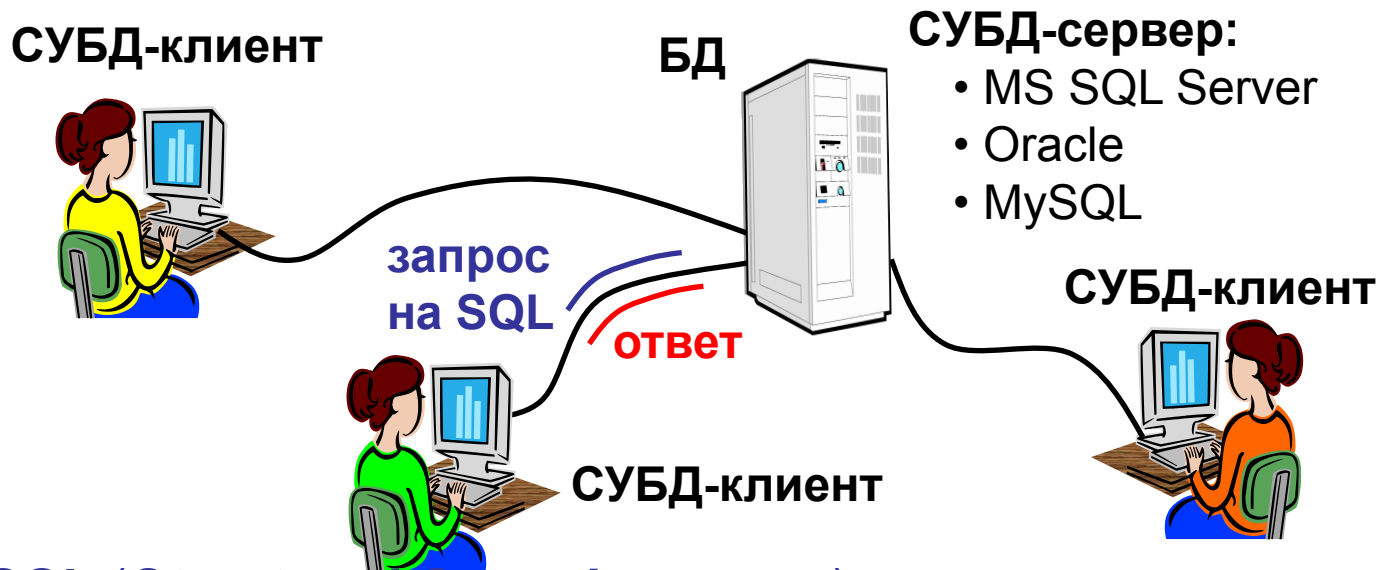 СУБД-клиент
БД
СУБД-сервер:
• MS SQL Server
• Oracle
• MySQL
запрос
на SQL
ответ
СУБД-клиент
СУБД-клиент